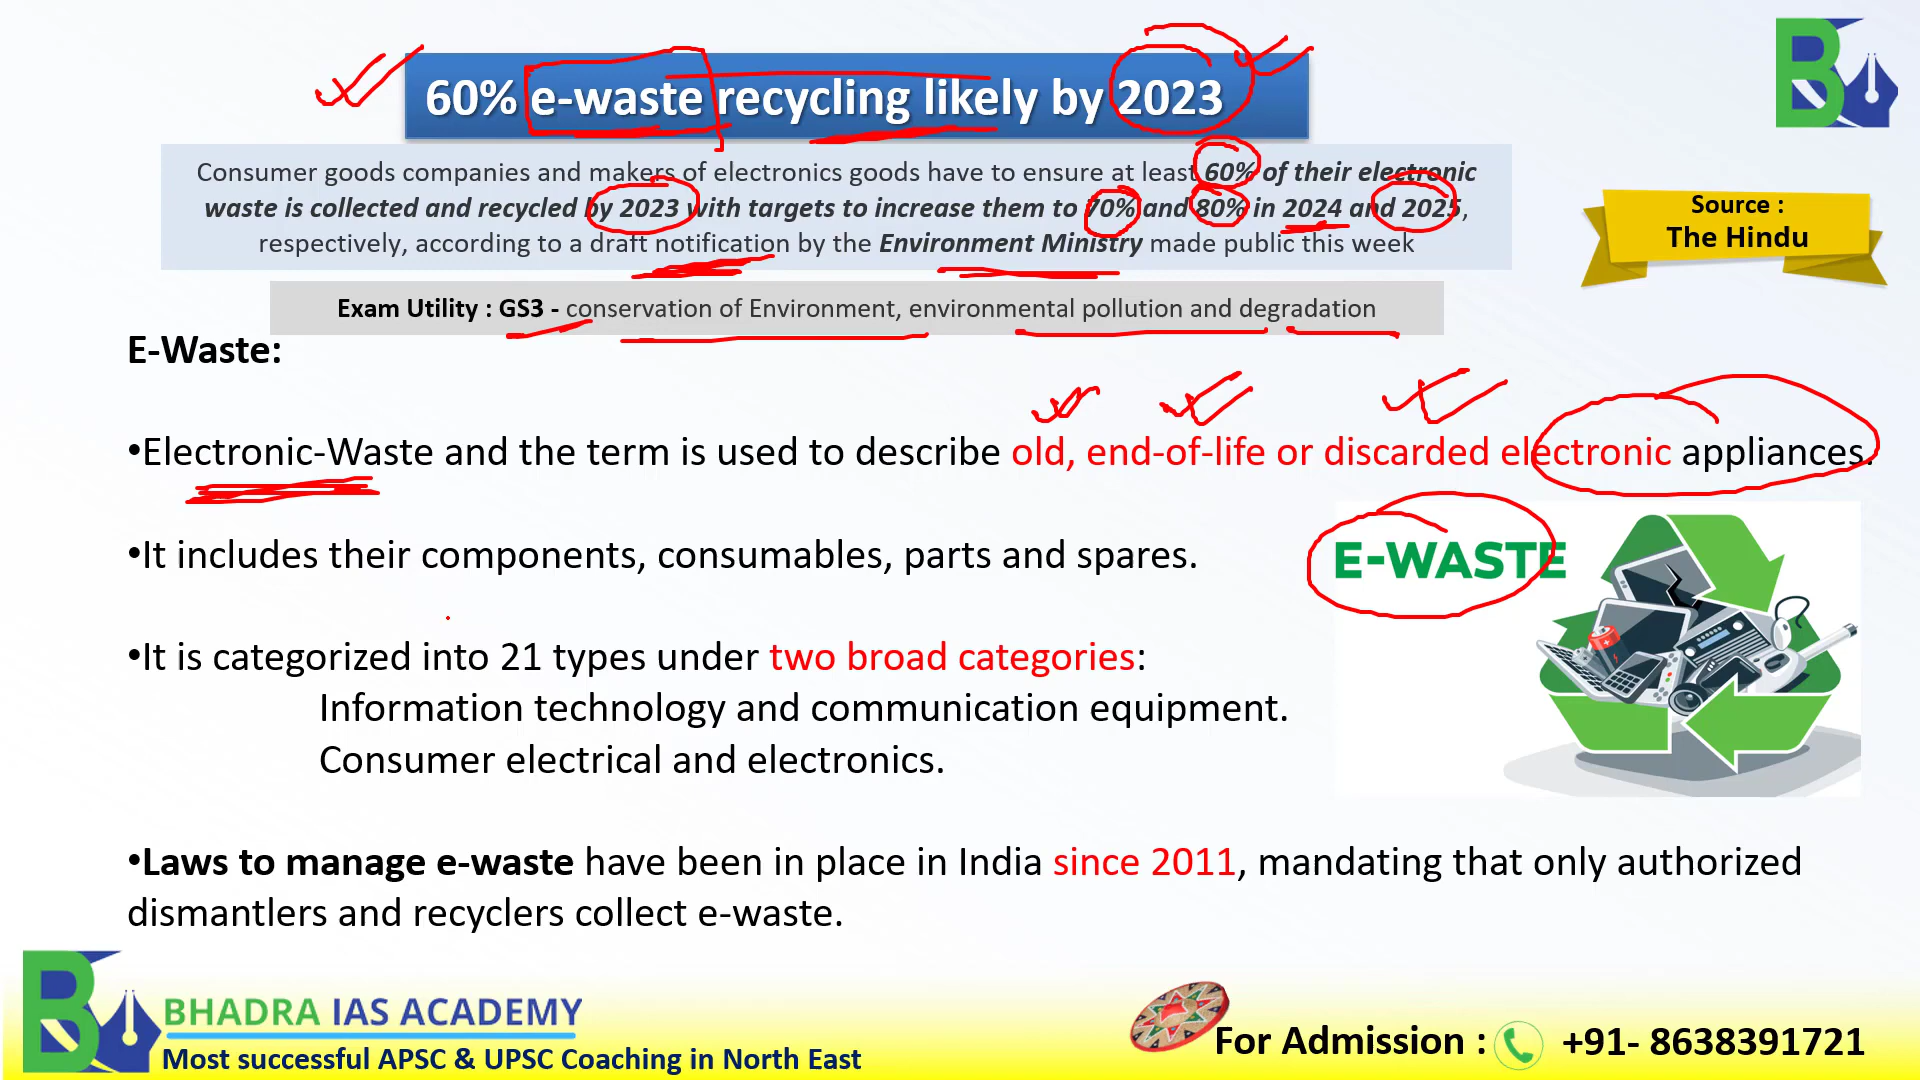 60% e-waste recycling likely by 2023
Consumer goods companies and makers of electronics goods have to ensure at least 60% of their electronic
waste is collected and recycled by 2023 with targets to increase them to 70% and 80% in 2024 and 2025,
respectively, according to a draft notification by the Environment Ministry made public this week
Source :
The Hindu
Exam Utility : GS3 - conservation of Environment, environmental pollution and degradation
E-Waste:
•Electronic-Waste and the term is used to describe old, end-of-life or discarded electronic appliances.
•It includes their components, consumables, parts and spares.
E-WASTE
•It is categorized into 21 types under two broad categories:
Information technology and communication equipment.
Consumer electrical and electronics.
•Laws to manage e-waste have been in place in India since 2011, mandating that only authorized
dismantlers and recyclers collect e-waste.
BHADRA IAS ACADEMY
Most successful APSC & UPSC Coaching in North East
For Admission : +91- 8638391721